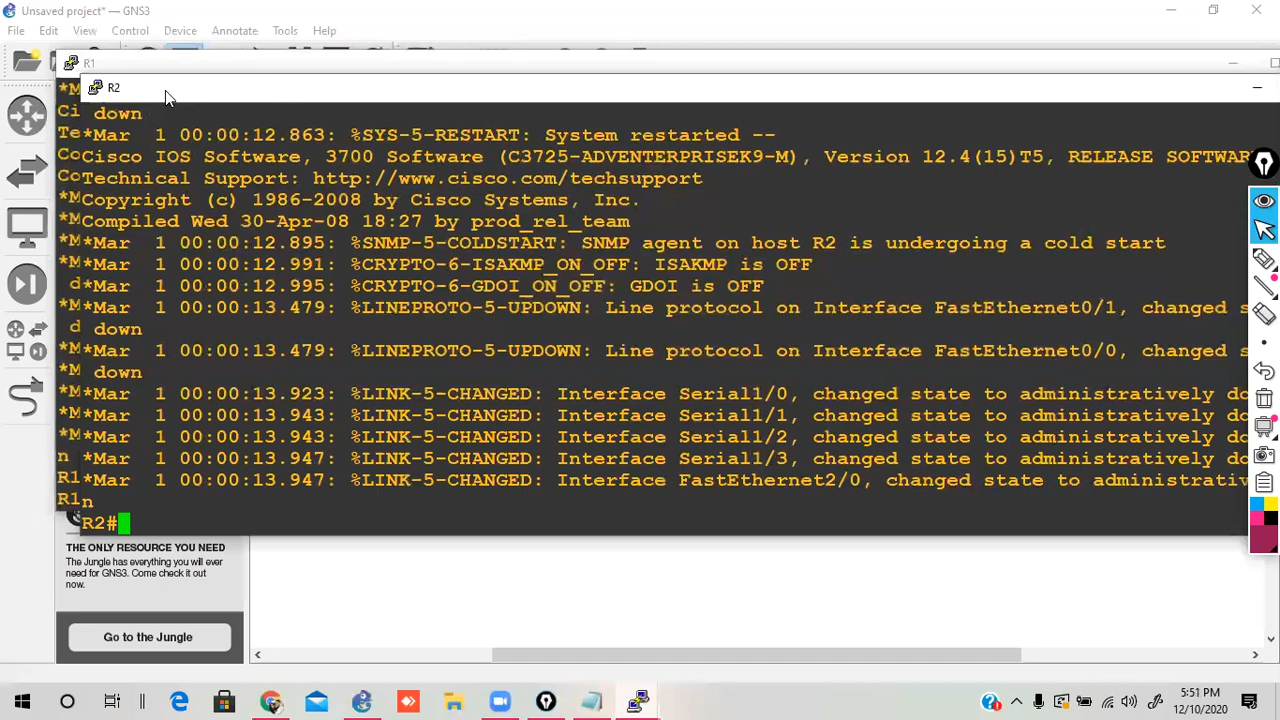 Unsaved project* — GNS3
File Edit View Control Device Annotate Tools Help
R1
R2
*M
Ci
Te
Co
Co
*M
*M
*M
d
*M
d
*M
*M
*M
*M
n
R1
R1
down
*Mar  1 00:00:12.863: %SYS-5-RESTART: System restarted --
Cisco IOS Software, 3700 Software (C3725-ADVENTERPRISEK9-M), Version 12.4(15)T5, RELEASE SOFTWAR
Technical Support: http://www.cisco.com/techsupport
Copyright (c) 1986-2008 by Cisco Systems, Inc.
Compiled Wed 30-Apr-08 18:27 by prod_rel_team
*Mar  1 00:00:12.895: %SNMP-5-COLDSTART: SNMP agent on host R2 is undergoing a cold start
*Mar  1 00:00:12.991: %CRYPTO-6-ISAKMP_ON_OFF: ISAKMP is OFF
*Mar  1 00:00:12.995: %CRYPTO-6-GDOI_ON_OFF: GDOI is OFF
*Mar  1 00:00:13.479: %LINEPROTO-5-UPDOWN: Line protocol on Interface FastEthernet0/1, changed s
down
*Mar  1 00:00:13.479: %LINEPROTO-5-UPDOWN: Line protocol on Interface FastEthernet0/0, changed s
down
*Mar  1 00:00:13.923: %LINK-5-CHANGED: Interface Serial1/0, changed state to administratively do
*Mar  1 00:00:13.943: %LINK-5-CHANGED: Interface Serial1/1, changed state to administratively do
*Mar  1 00:00:13.943: %LINK-5-CHANGED: Interface Serial1/2, changed state to administratively do
*Mar  1 00:00:13.947: %LINK-5-CHANGED: Interface Serial1/3, changed state to administratively do
*Mar  1 00:00:13.947: %LINK-5-CHANGED: Interface FastEthernet2/0, changed state to administrativ
n
R2#
THE ONLY RESOURCE YOU NEED
The Jungle has everything you will ever
need for GNS3. Come check it out
now.
Go to the Jungle
5:51 PM
12/10/2020